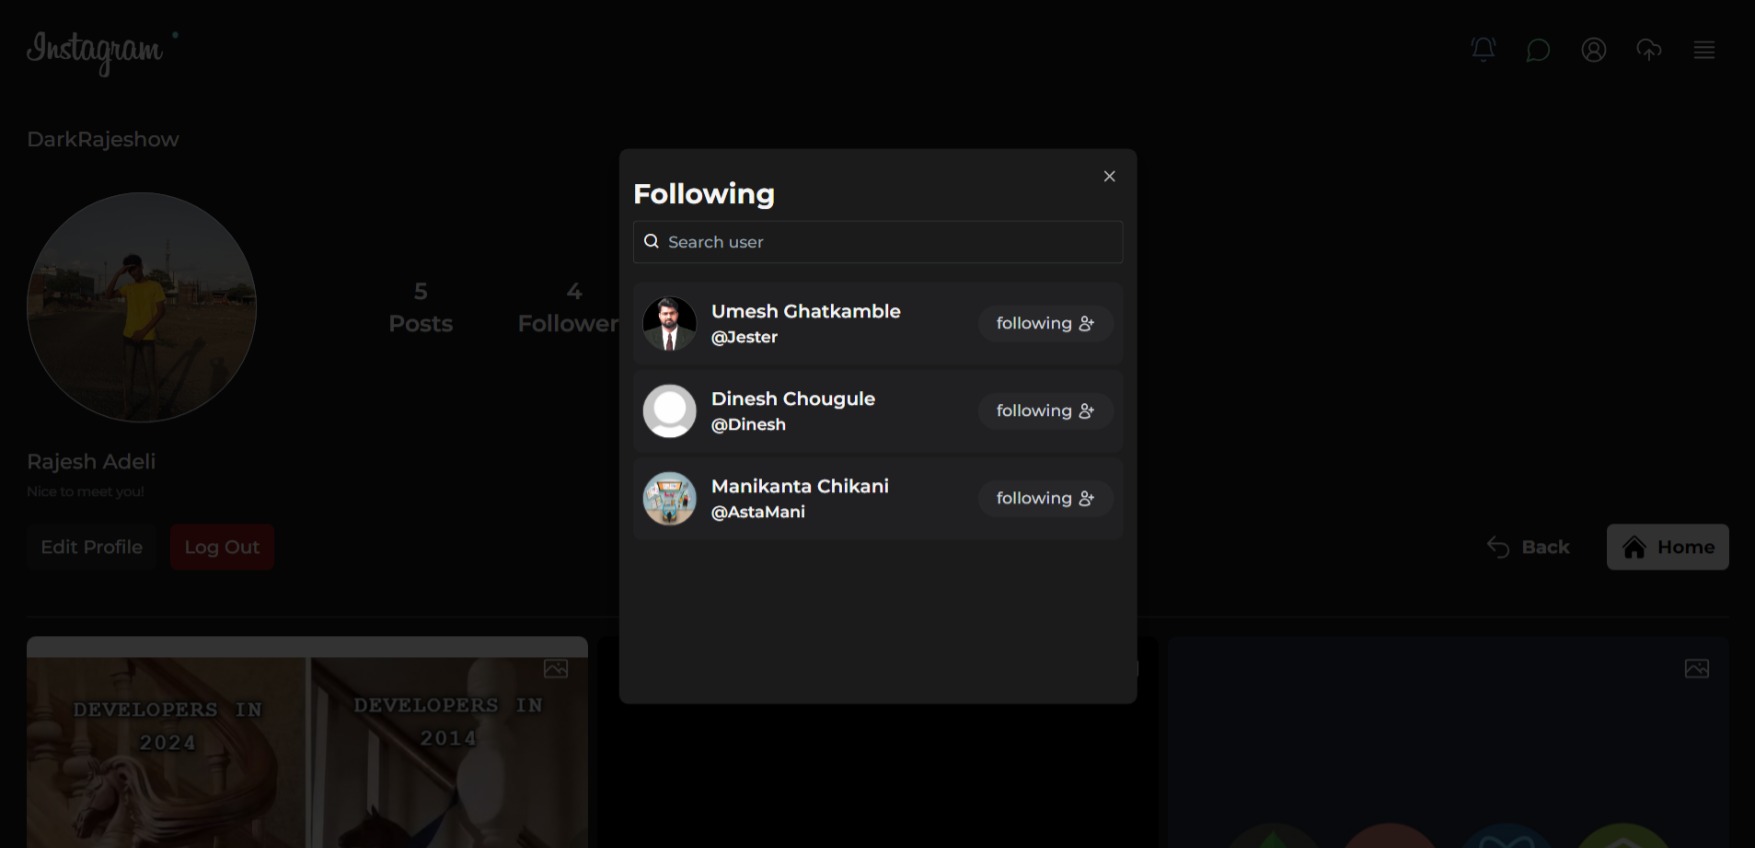 Instagram
DarkRajeshow
5
Posts
4
Follower
Rajesh Adeli
Nice to meet you!
Edit Profile
Log Out
Following
Search user
Umesh Ghatkamble
@Jester
following
Dinesh Chougule
@Dinesh
following
Manikanta Chikani
@AstaMani
following
Back
Home
DEVELOPERS IN
2024
DEVELOPERS IN
2014